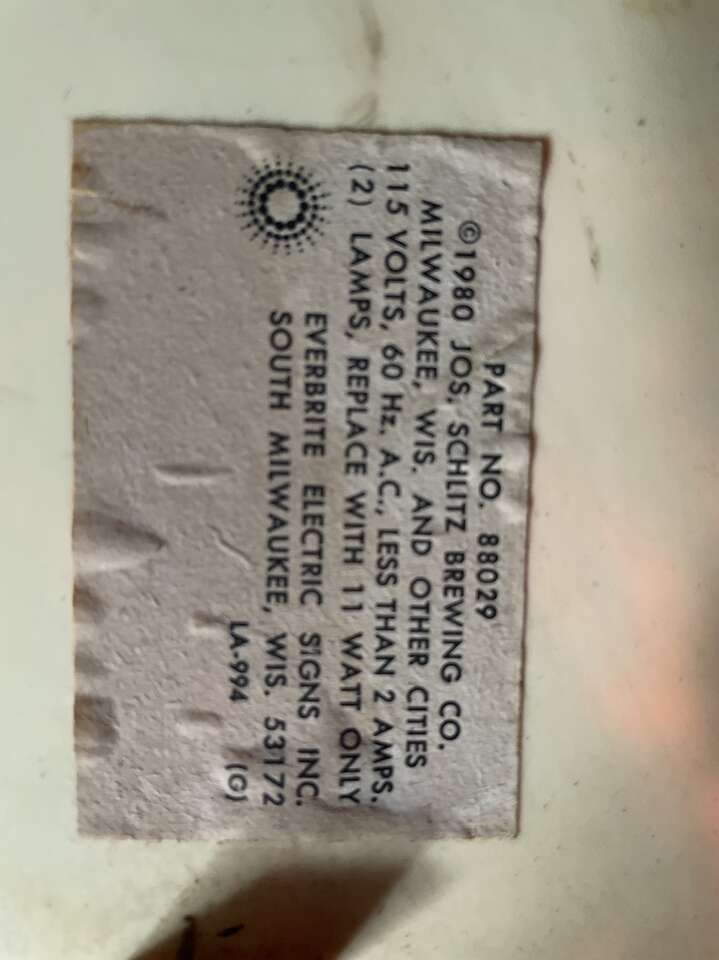 PART NO. 88029
©1980 JOS. SCHLITZ BREWING CO.
MILWAUKEE, WIS. AND OTHER CITIES
115 VOLTS, 60 Hz. A.C., LESS THAN 2 AMPS.
(2) LAMPS, REPLACE WITH 11 WATT ONLY
EVERBRITE ELECTRIC SIGNS INC.
SOUTH MILWAUKEE, WIS. 53172
LA-994 (G)